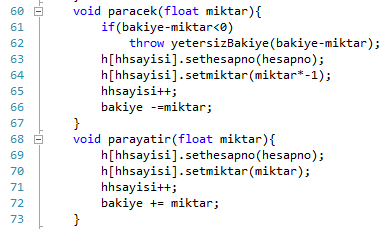 60 void paracek(float miktar){
61 if(bakiye-miktar<0)
62 throw yetersizBakiye(bakiye-miktar);
63 h[hhsayisi].sethesapno(hesapno);
64 h[hhsayisi].setmiktar(miktar*-1);
65 hhsayisi++;
66 bakiye -=miktar;
67 }
68 void parayatir(float miktar){
69 h[hhsayisi].sethesapno(hesapno);
70 h[hhsayisi].setmiktar(miktar);
71 hhsayisi++;
72 bakiye += miktar;
73 }